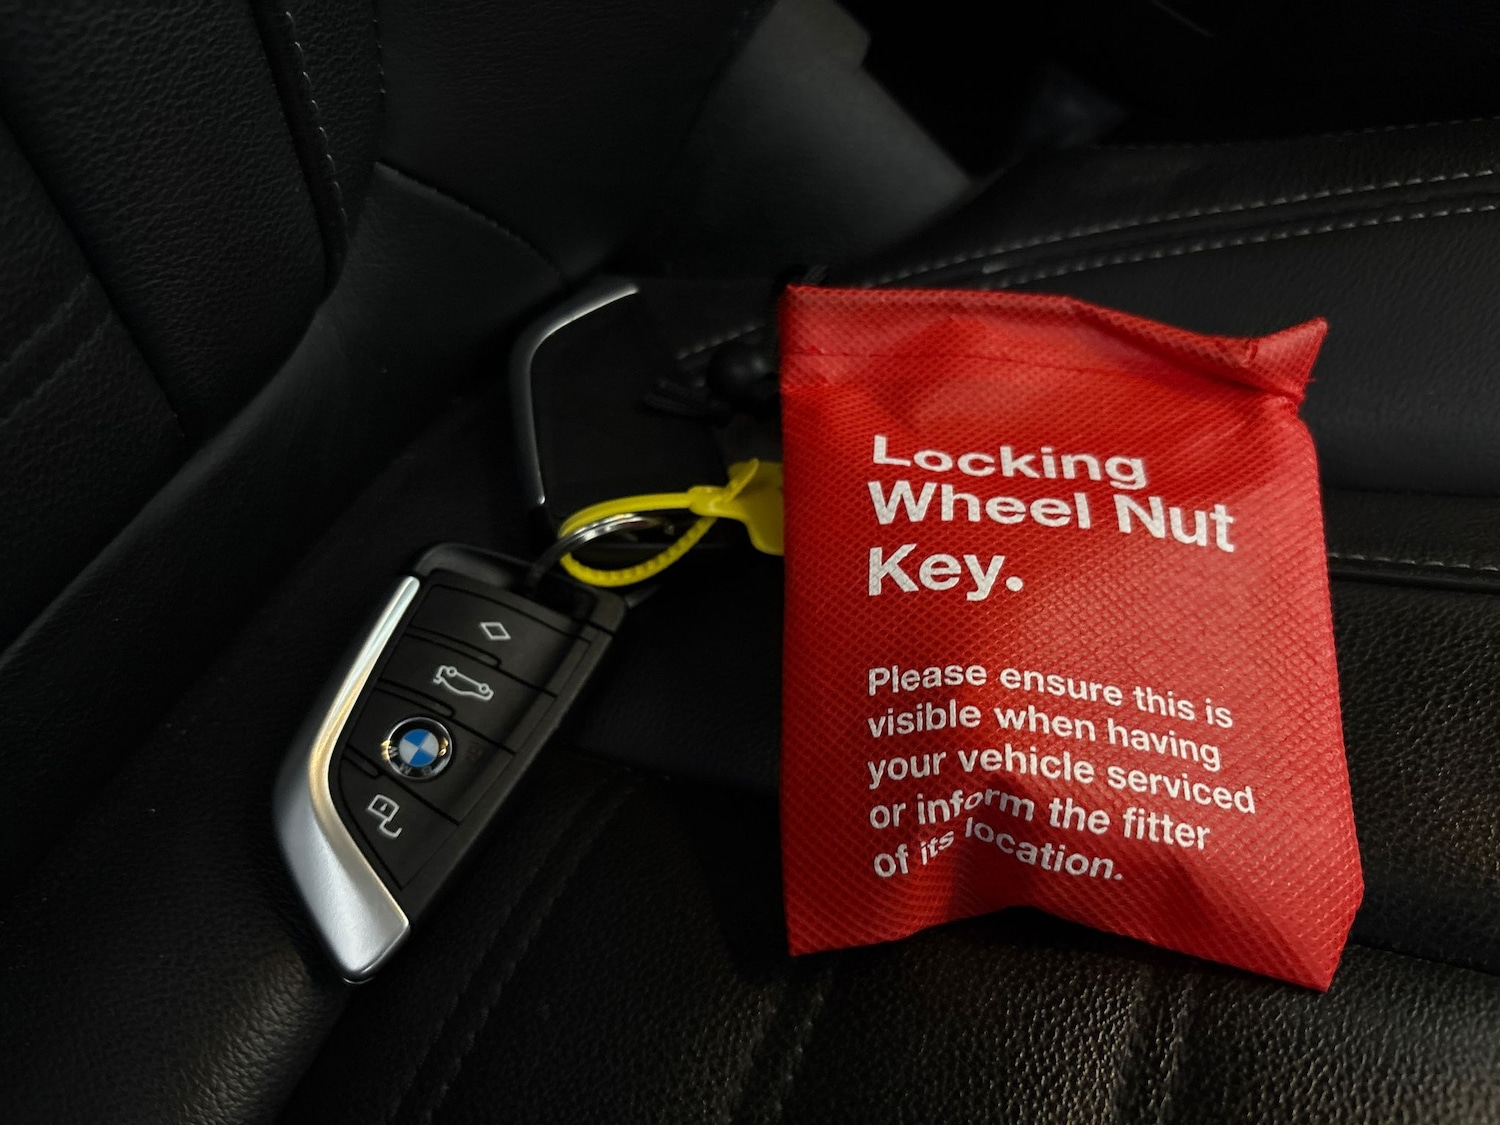 Locking
Wheel Nut
Key.
Please ensure this is
visible when having
your vehicle serviced
or inform the fitter
of its location.
BMW